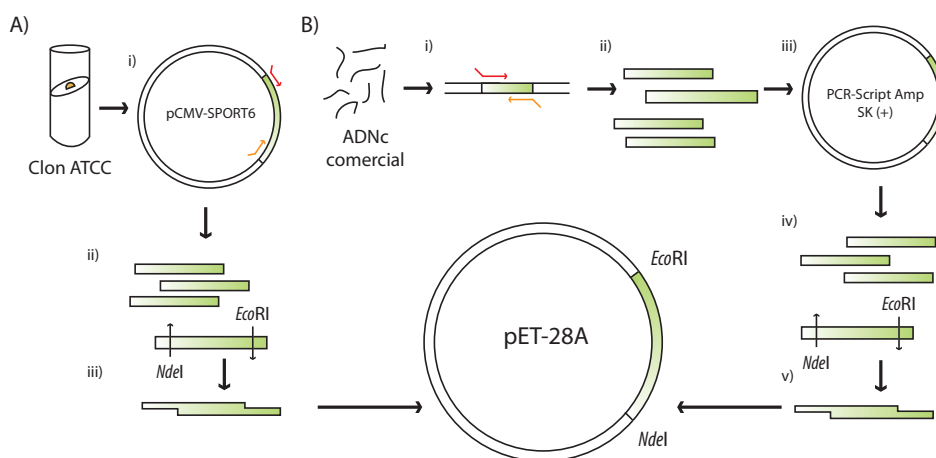 A)
i)
pCMV-SPORT6
Clon ATCC
ii)
EcoRI
NdeI
iii)
B)
ADNc
comercial
i)
ii)
iii)
PCR-Script Amp
SK (+)
iv)
EcoRI
NdeI
v)
EcoRI
pET-28A
NdeI